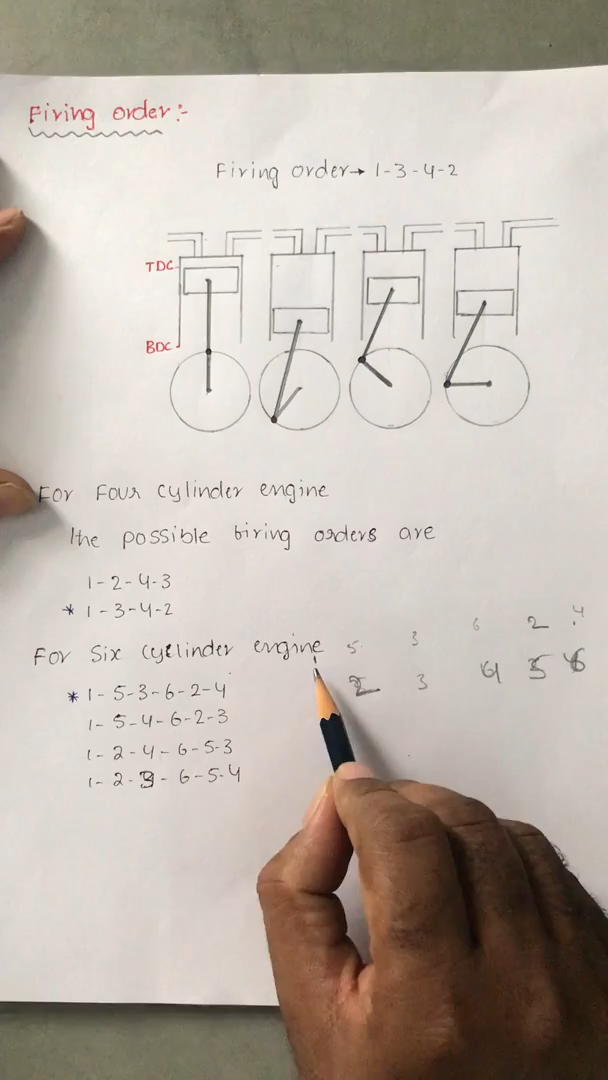 Firing order:-
Firing order→ 1-3-4-2
TDC
BDC
For Four cylinder engine
The possible firing orders are
1-2-4-3
* 1-3-4-2
For Six cylinder engine
5 3 6 2 4
* 1-5-3-6-2-4
2 3 4 5 6
1-5-4-6-2-3
1-2-4-6-5-3
1-2-3-6-5-4